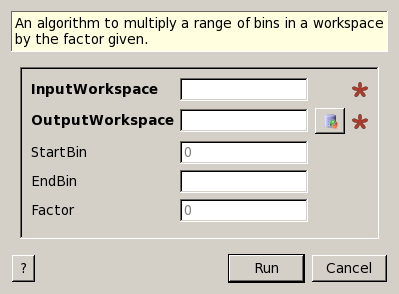 An algorithm to multiply a range of bins in a workspace
by the factor given.
InputWorkspace
OutputWorkspace
StartBin 0
EndBin
Factor 0
? Run Cancel